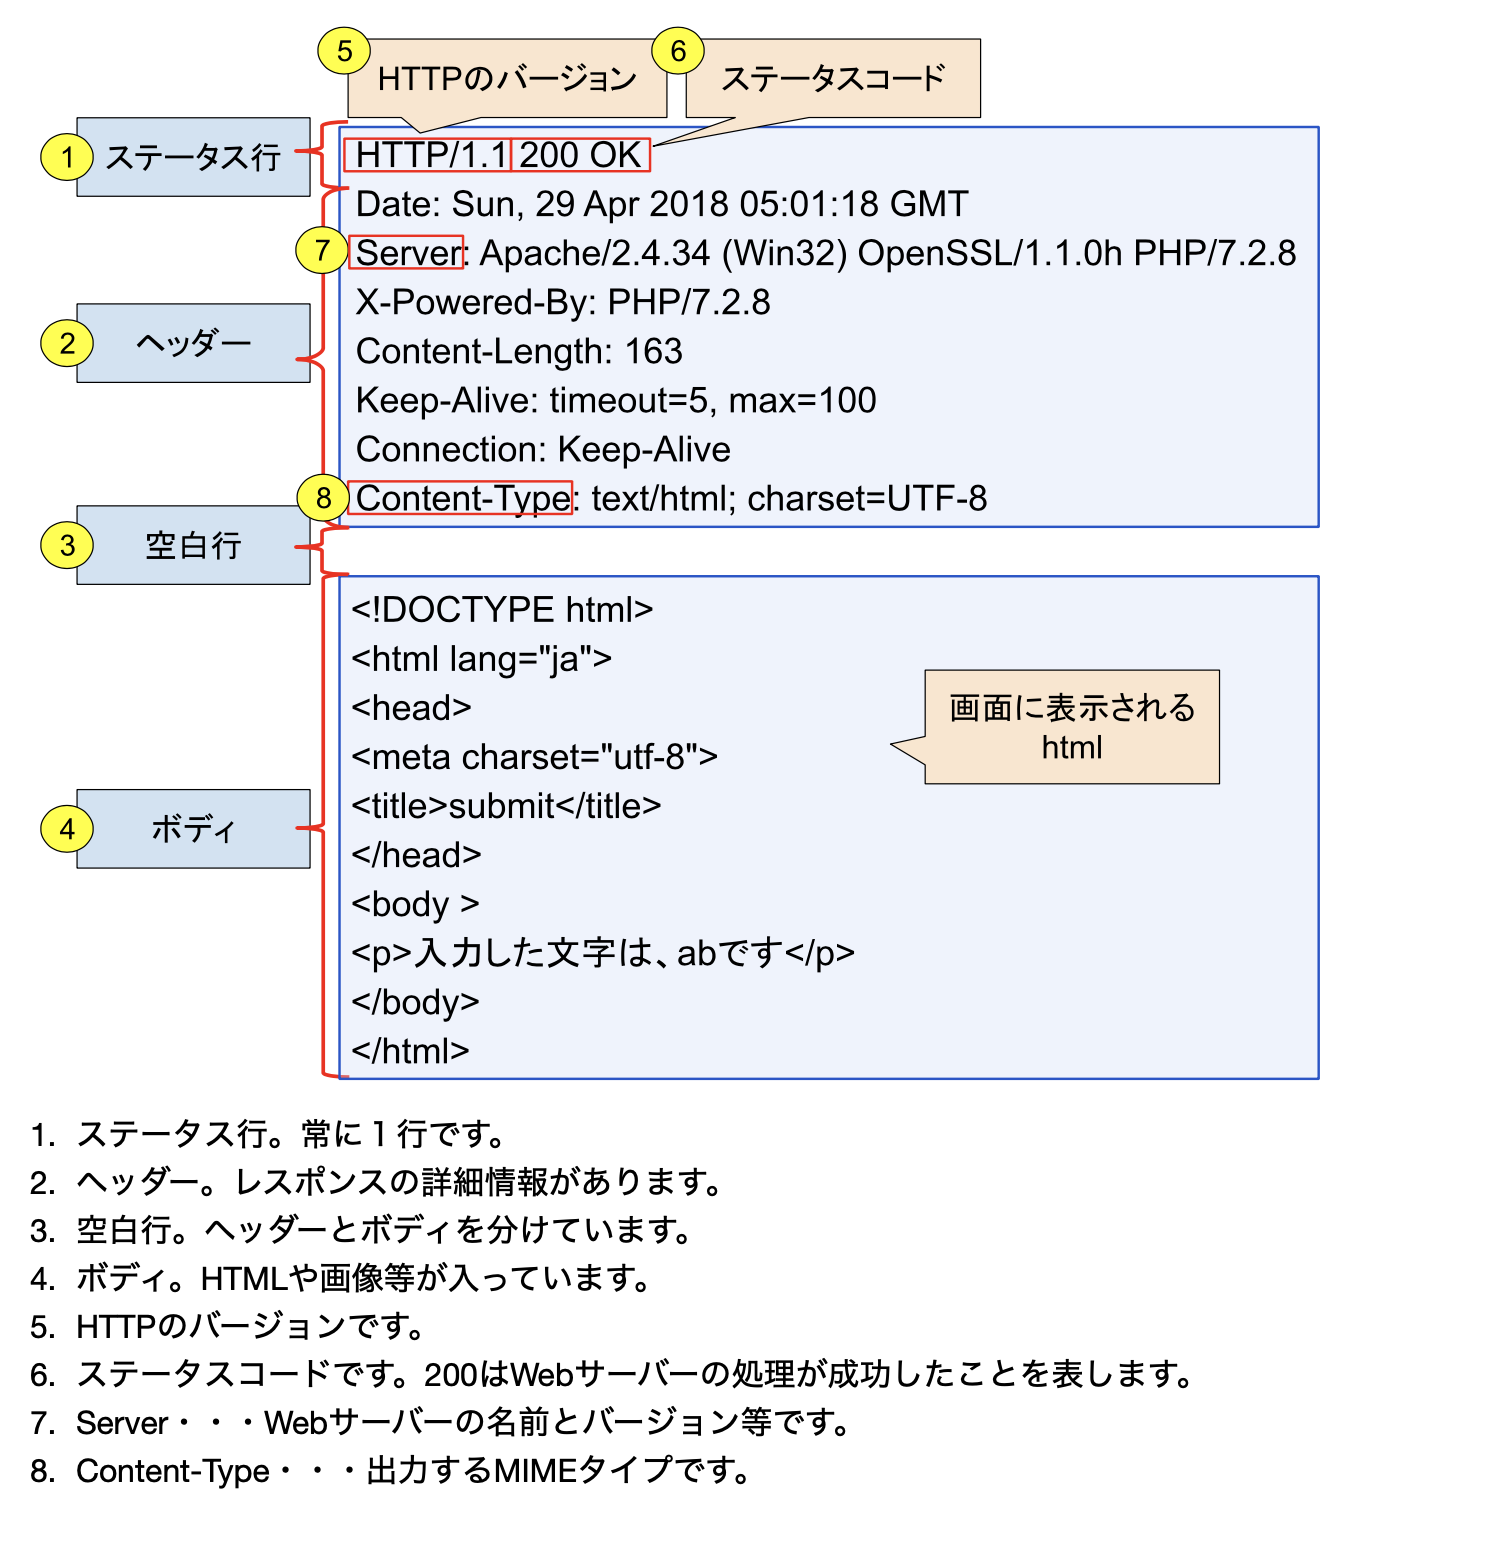 5
HTTPのバージョン
6
ステータスコード
1
ステータス行
HTTP/1.1 200 OK
Date: Sun, 29 Apr 2018 05:01:18 GMT
7
Server: Apache/2.4.34 (Win32) OpenSSL/1.1.0h PHP/7.2.8
X-Powered-By: PHP/7.2.8
2
ヘッダー
Content-Length: 163
Keep-Alive: timeout=5, max=100
Connection: Keep-Alive
8
Content-Type: text/html; charset=UTF-8
3
空白行
<!DOCTYPE html>
<html lang="ja">
<head>
<meta charset="utf-8">
<title>submit</title>
</head>
<body >
<p>入力した文字は、abです</p>
</body>
</html>
画面に表示される
html
4
ボディ
1. ステータス行。常に１行です。
2. ヘッダー。レスポンスの詳細情報があります。
3. 空白行。ヘッダーとボディを分けています。
4. ボディ。HTMLや画像等が入っています。
5. HTTPのバージョンです。
6. ステータスコードです。200はWebサーバーの処理が成功したことを表します。
7. Server・・・Webサーバーの名前とバージョン等です。
8. Content-Type・・・出力するMIMEタイプです。